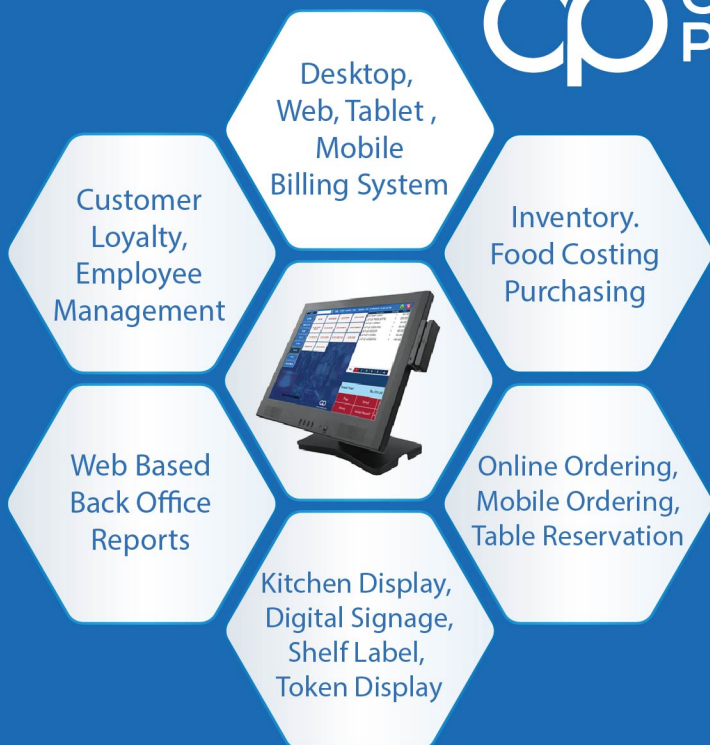 Desktop,
Web, Tablet ,
Mobile
Billing System
Customer
Loyalty,
Employee
Management
Inventory.
Food Costing
Purchasing
Web Based
Back Office
Reports
Online Ordering,
Mobile Ordering,
Table Reservation
Kitchen Display,
Digital Signage,
Shelf Label,
Token Display